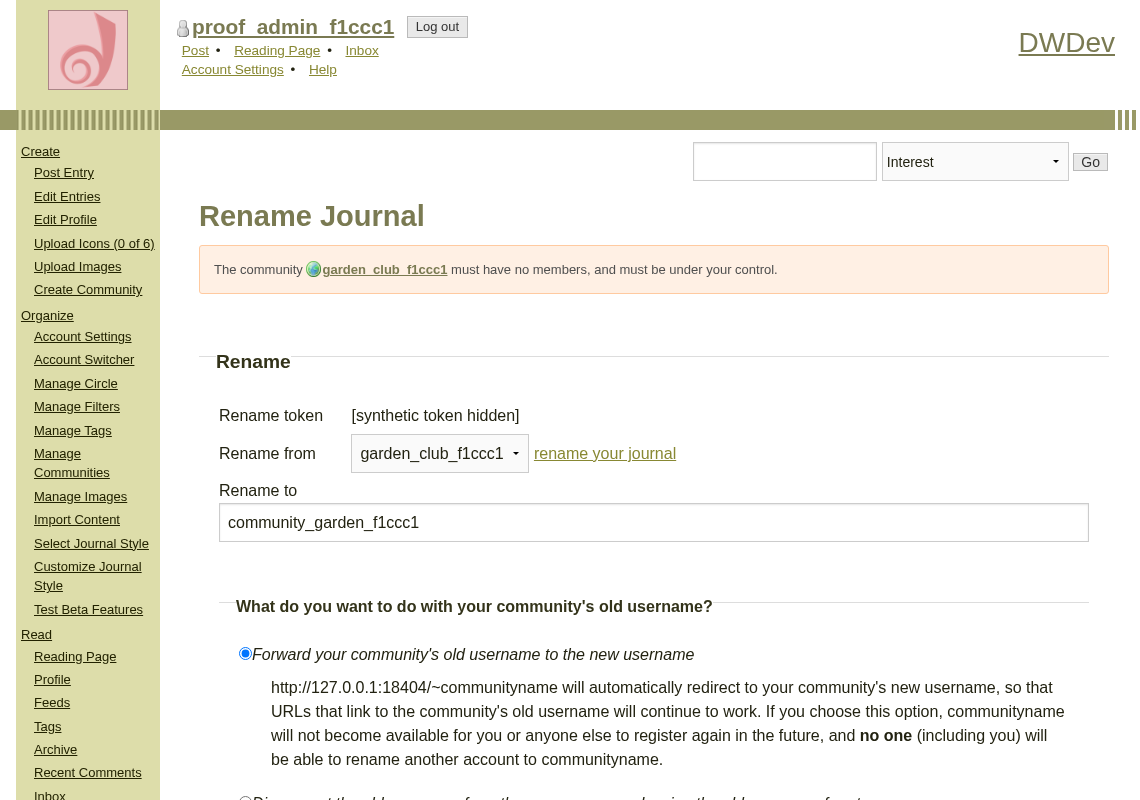 proof_admin_f1ccc1 Log out
Post • Reading Page • Inbox
Account Settings • Help
DWDev
Create
Post Entry
Edit Entries
Edit Profile
Upload Icons (0 of 6)
Upload Images
Create Community
Organize
Account Settings
Account Switcher
Manage Circle
Manage Filters
Manage Tags
Manage
Communities
Manage Images
Import Content
Select Journal Style
Customize Journal
Style
Test Beta Features
Read
Reading Page
Profile
Feeds
Tags
Archive
Recent Comments
Inbox
Interest Go
Rename Journal
The community garden_club_f1ccc1 must have no members, and must be under your control.
Rename
Rename token [synthetic token hidden]
Rename from garden_club_f1ccc1 rename your journal
Rename to
community_garden_f1ccc1
What do you want to do with your community's old username?
Forward your community's old username to the new username
http://127.0.0.1:18404/~communityname will automatically redirect to your community's new username, so that
URLs that link to the community's old username will continue to work. If you choose this option, communityname
will not become available for you or anyone else to register again in the future, and no one (including you) will
be able to rename another account to communityname.